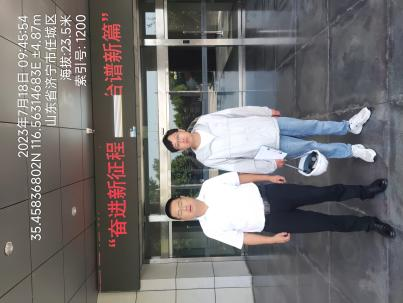 2023年7月18日 09:45:54
35.45836802N 116.56314683E ±4.87m
山东省济宁市任城区
海拔:23.5米
索引号: 1200
“奋进新征程
谱新篇”